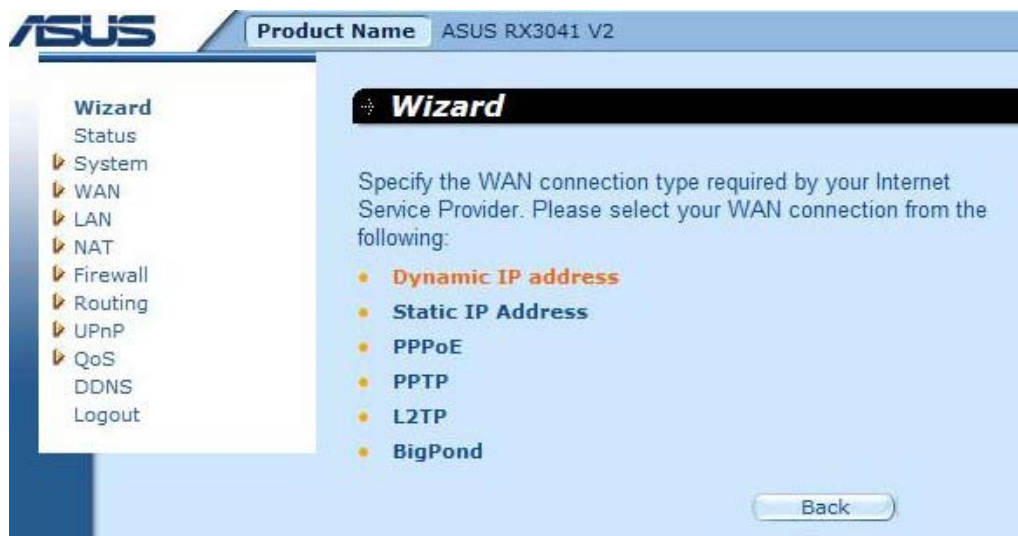 ASUS
Product Name ASUS RX3041 V2
Wizard
Status
System
WAN
LAN
NAT
Firewall
Routing
UPnP
QoS
DDNS
Logout
Wizard
Specify the WAN connection type required by your Internet
Service Provider. Please select your WAN connection from the
following:
Dynamic IP address
Static IP Address
PPPoE
PPTP
L2TP
BigPond
Back